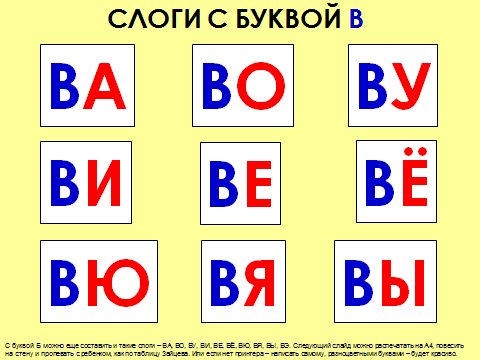 СЛОГИ С БУКВОЙ В
ВА ВО ВУ
ВИ ВЕ ВЁ
ВЮ ВЯ ВЫ
С буквой Б можно еще составить и такие слоги – ВА, ВО, ВУ, ВИ, ВЕ, ВЁ, ВЮ, ВЯ, ВЫ, ВЭ. Следующий слайд можно распечатать на А4, повесить
на стену и пропевать с ребенком, как по таблицу Зайцева. Или если нет принтера – написать самому, разноцветными буквами – будет красиво.